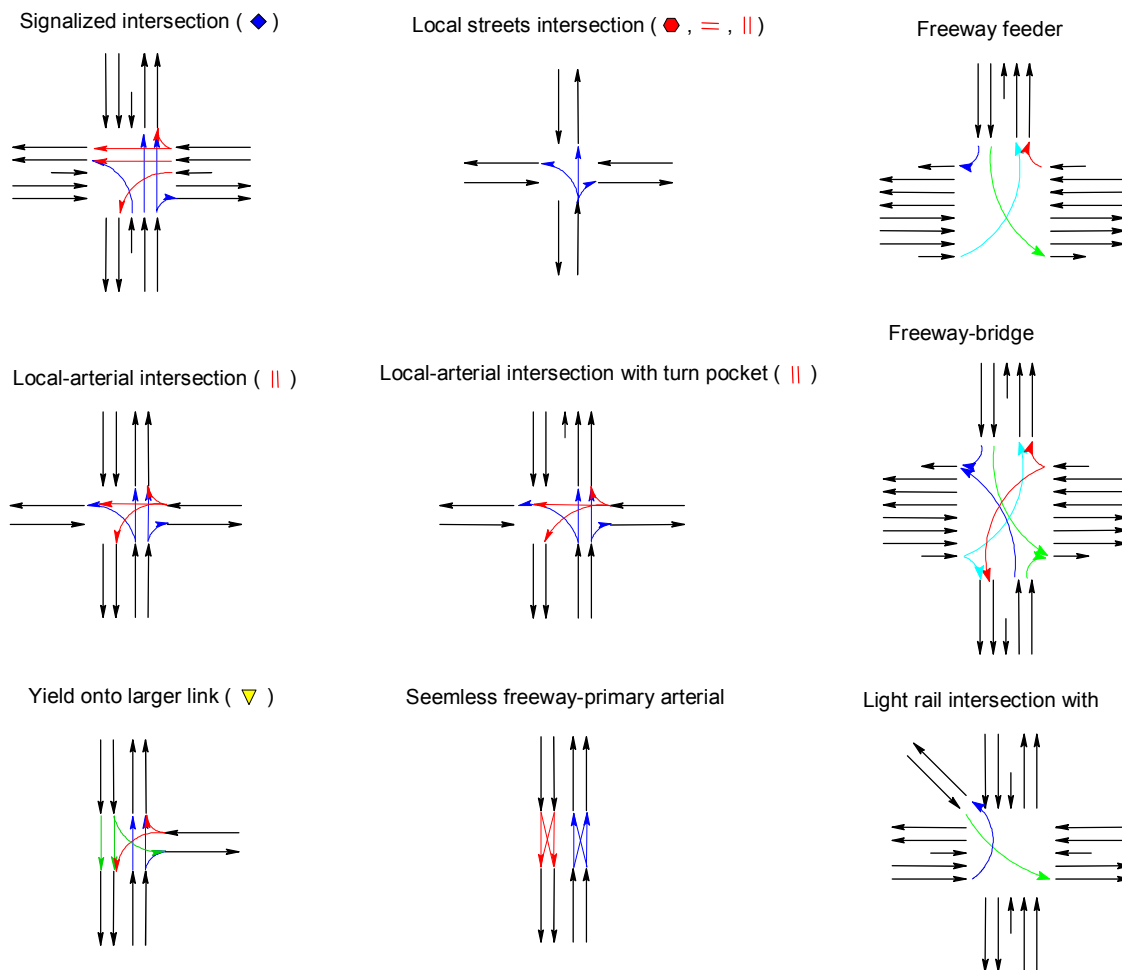 Signalized intersection ( ◆ )
Local streets intersection ( ⬣ , = , || )
Freeway feeder
Freeway-bridge
Local-arterial intersection ( || )
Local-arterial intersection with turn pocket ( || )
Yield onto larger link ( ▽ )
Seemless freeway-primary arterial
Light rail intersection with